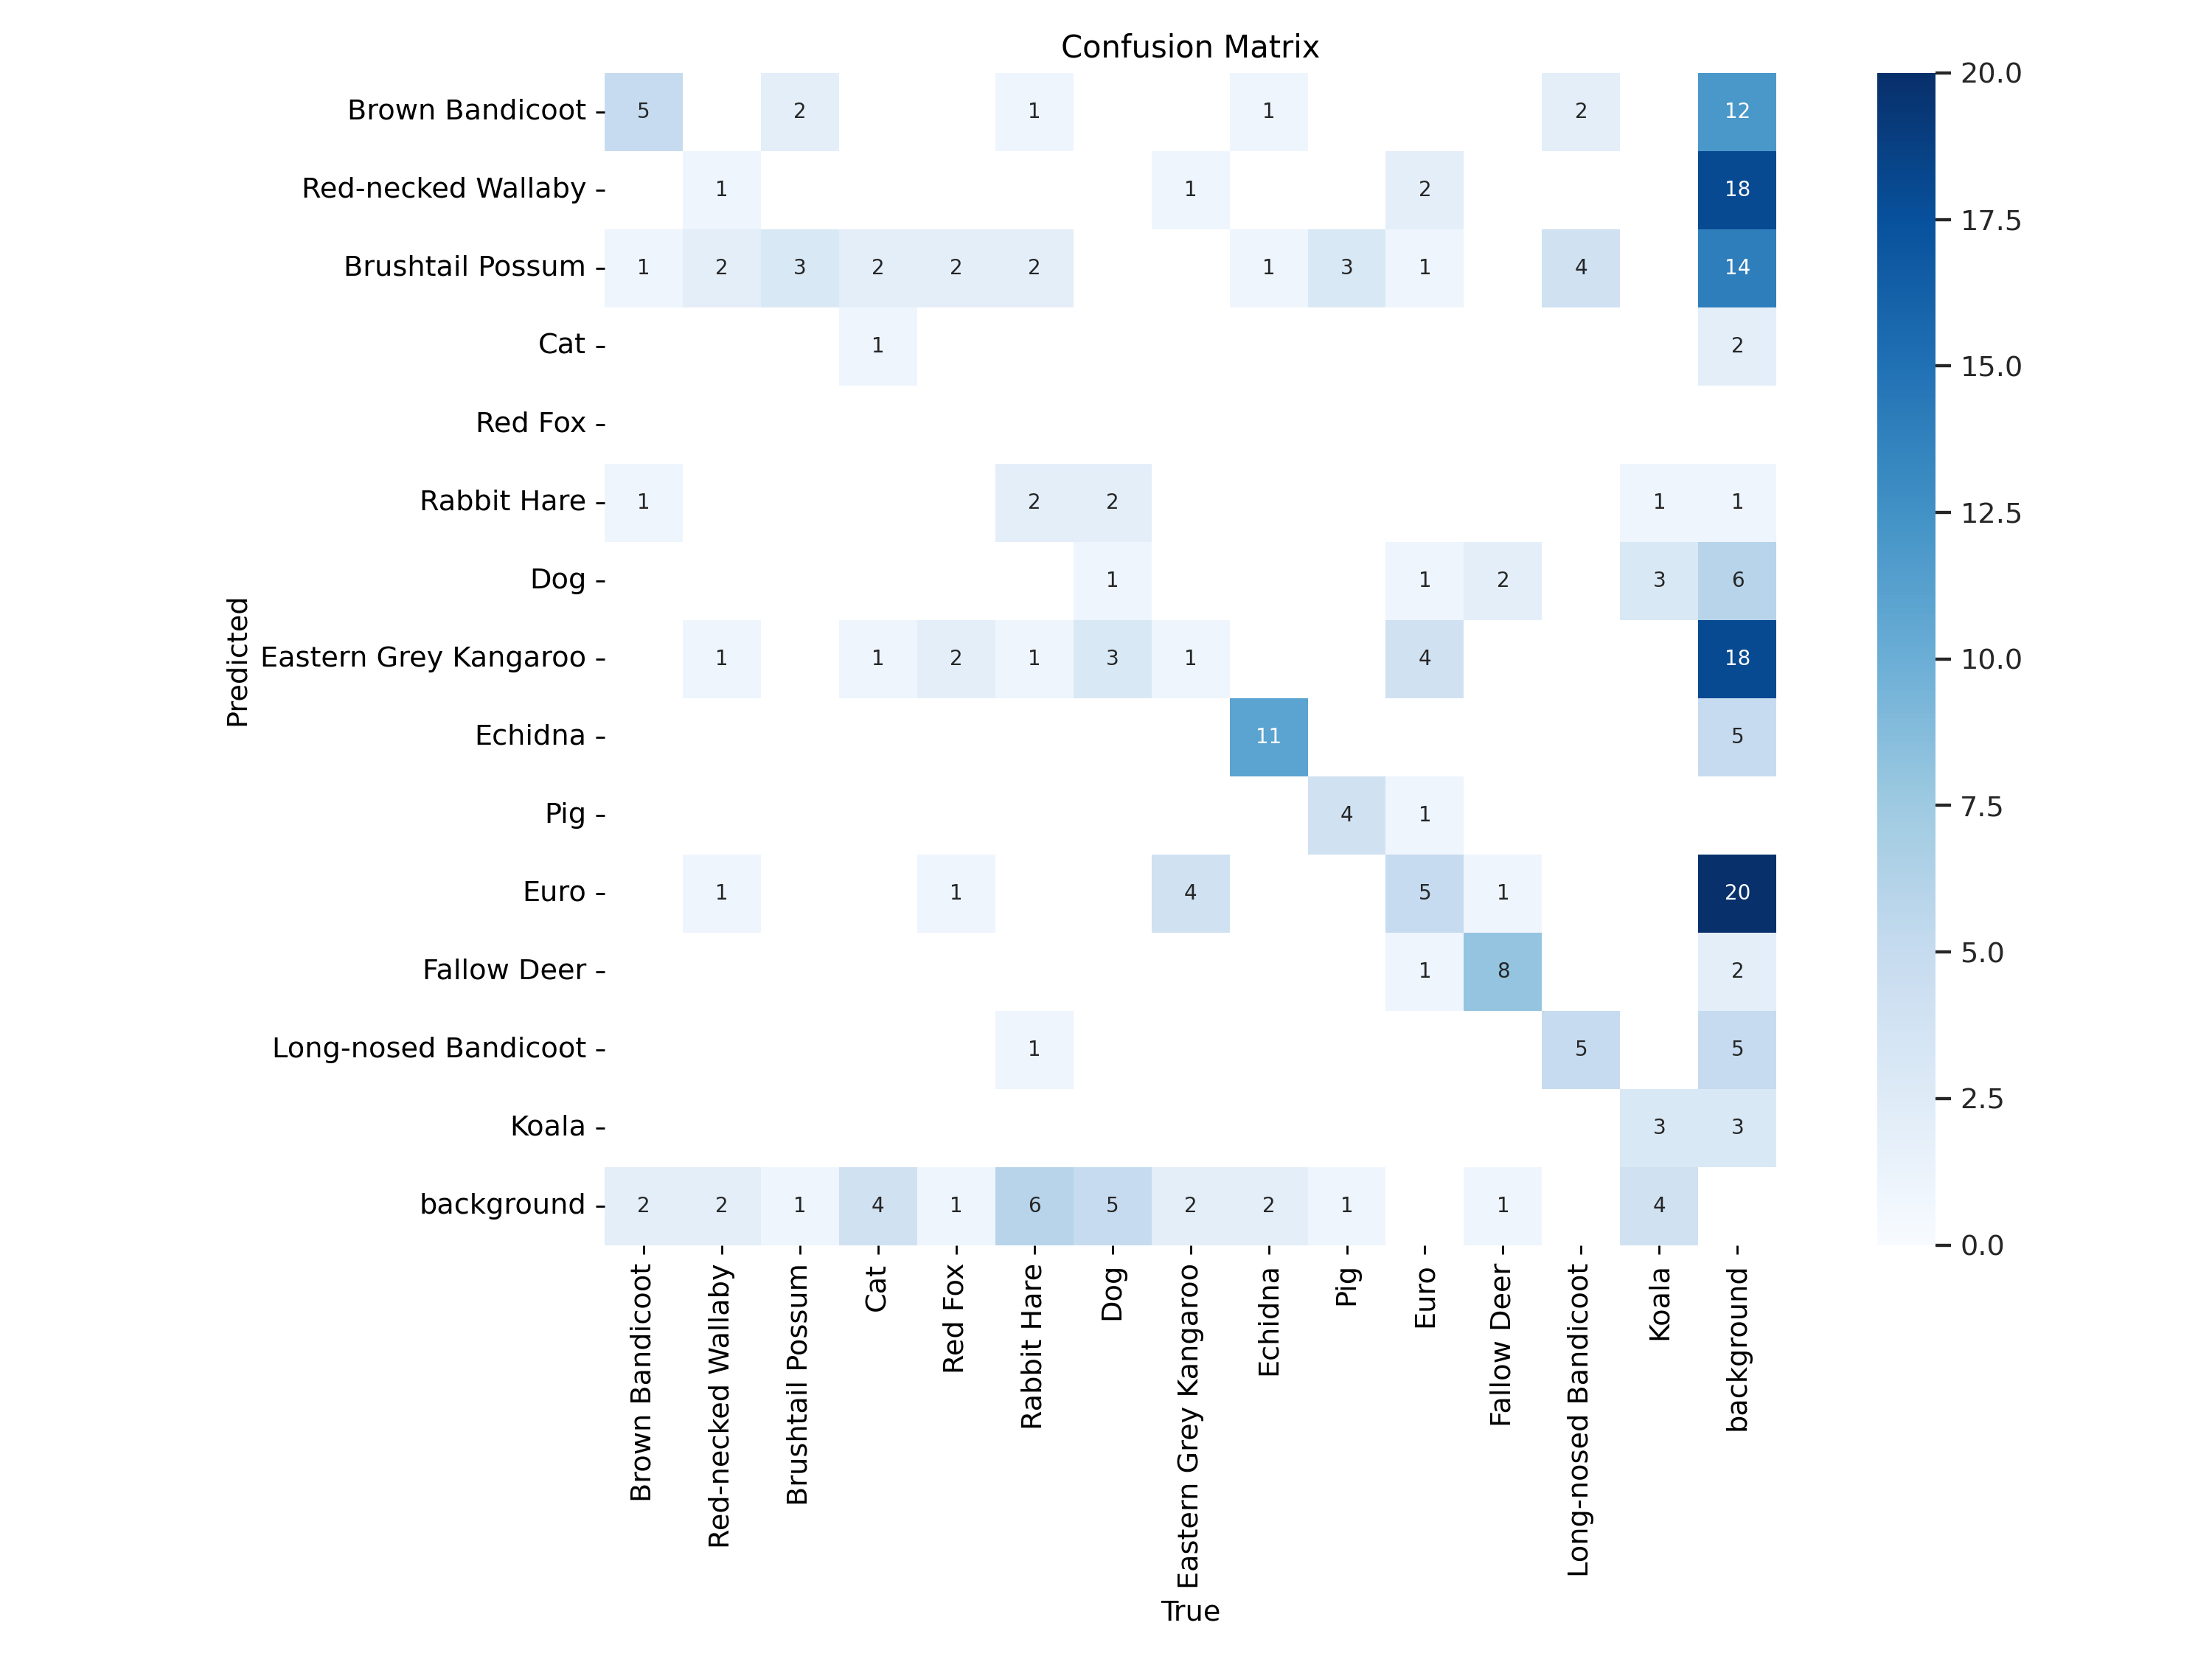 Confusion Matrix
Predicted
Brown Bandicoot 5 2 1 1 2 12
Red-necked Wallaby 1 1 2 18
Brushtail Possum 1 2 3 2 2 2 1 3 1 4 14
Cat 1 2
Red Fox
Rabbit Hare 1 2 2 1 1
Dog 1 1 2 3 6
Eastern Grey Kangaroo 1 1 2 1 3 1 4 18
Echidna 11 5
Pig 4 1
Euro 1 1 4 5 1 20
Fallow Deer 1 8 2
Long-nosed Bandicoot 1 5 5
Koala 3 3
background 2 2 1 4 1 6 5 2 2 1 1 4
Brown Bandicoot
Red-necked Wallaby
Brushtail Possum
Cat
Red Fox
Rabbit Hare
Dog
Eastern Grey Kangaroo
Echidna
Pig
Euro
Fallow Deer
Long-nosed Bandicoot
Koala
background
True
20.0
17.5
15.0
12.5
10.0
7.5
5.0
2.5
0.0